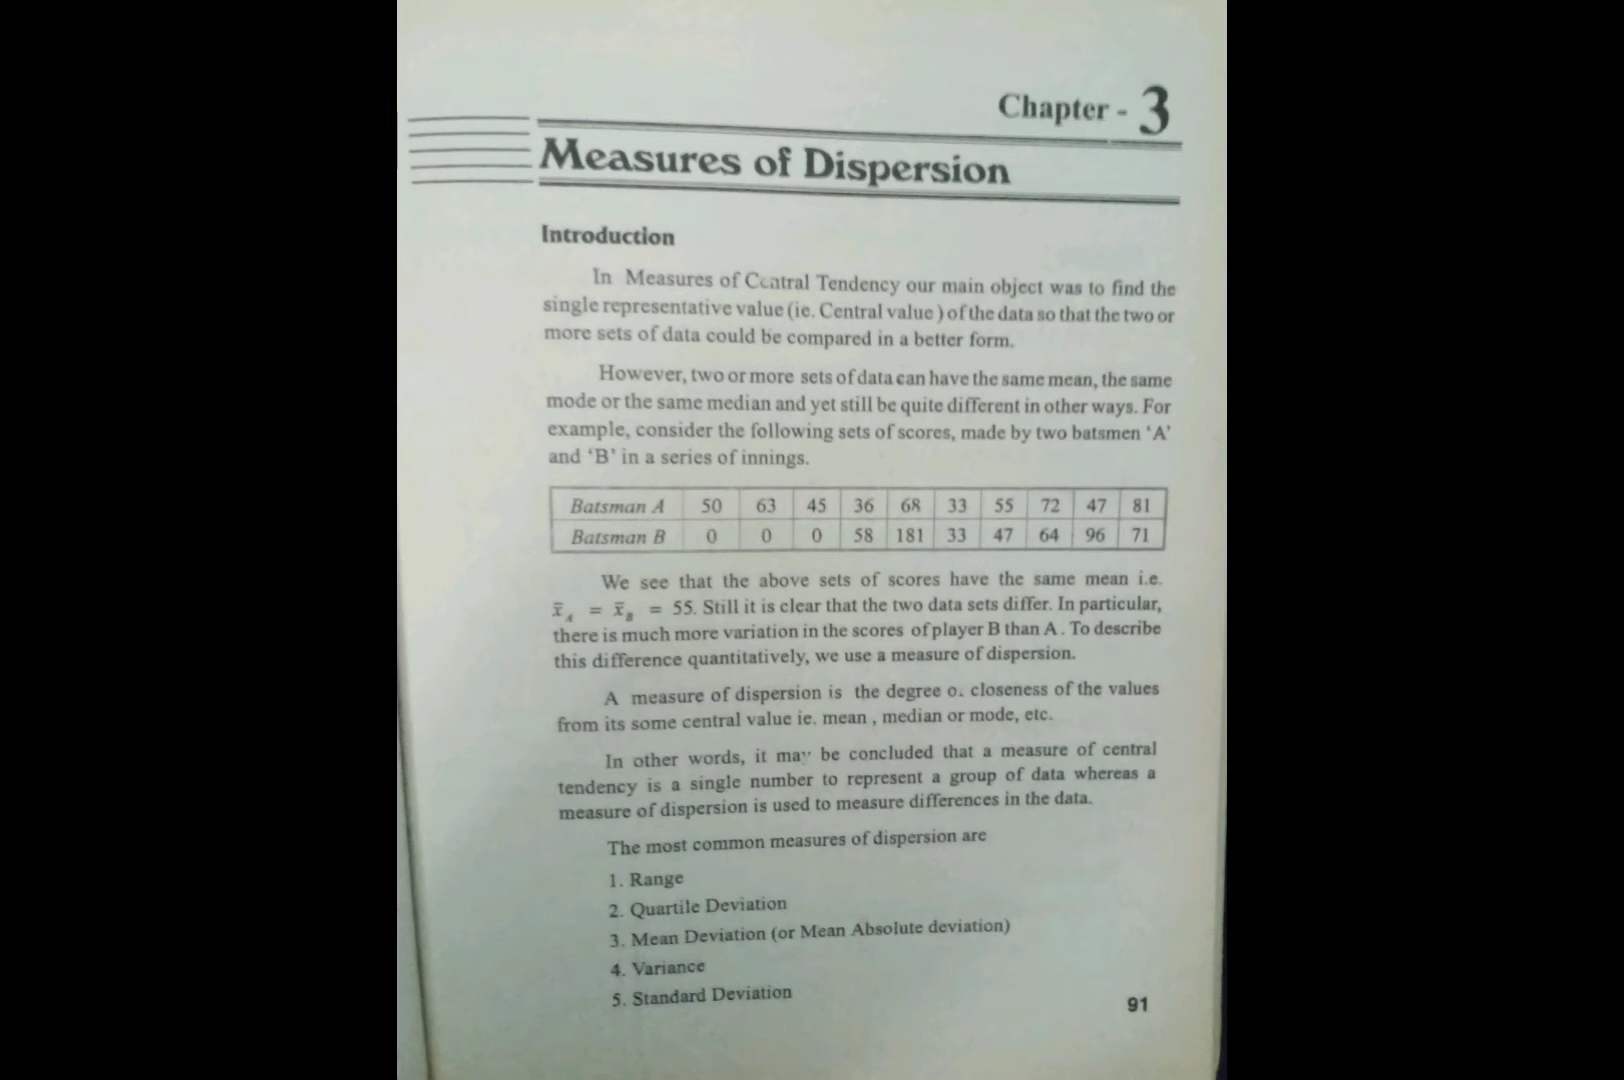 Chapter - 3
Measures of Dispersion
Introduction
In Measures of Central Tendency our main object was to find the
single representative value (ie. Central value ) of the data so that the two or
more sets of data could be compared in a better form.
However, two or more sets of data can have the same mean, the same
mode or the same median and yet still be quite different in other ways. For
example, consider the following sets of scores, made by two batsmen ‘A’
and ‘B’ in a series of innings.
Batsman A 50 63 45 36 68 33 55 72 47 81
Batsman B 0 0 0 58 181 33 47 64 96 71
We see that the above sets of scores have the same mean i.e.
x̄_A = x̄_B = 55. Still it is clear that the two data sets differ. In particular,
there is much more variation in the scores of player B than A . To describe
this difference quantitatively, we use a measure of dispersion.
A measure of dispersion is the degree o. closeness of the values
from its some central value ie. mean , median or mode, etc.
In other words, it may be concluded that a measure of central
tendency is a single number to represent a group of data whereas a
measure of dispersion is used to measure differences in the data.
The most common measures of dispersion are
1. Range
2. Quartile Deviation
3. Mean Deviation (or Mean Absolute deviation)
4. Variance
5. Standard Deviation
91